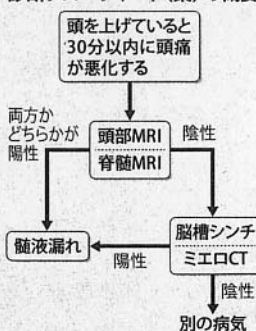 頭を上げていると
30分以内に頭痛
が悪化する
両方か
どちらかが
陽性
頭部MRI
脊髄MRI
陰性
髄液漏れ
陽性
脳槽シンチ
ミエロCT
陰性
別の病気